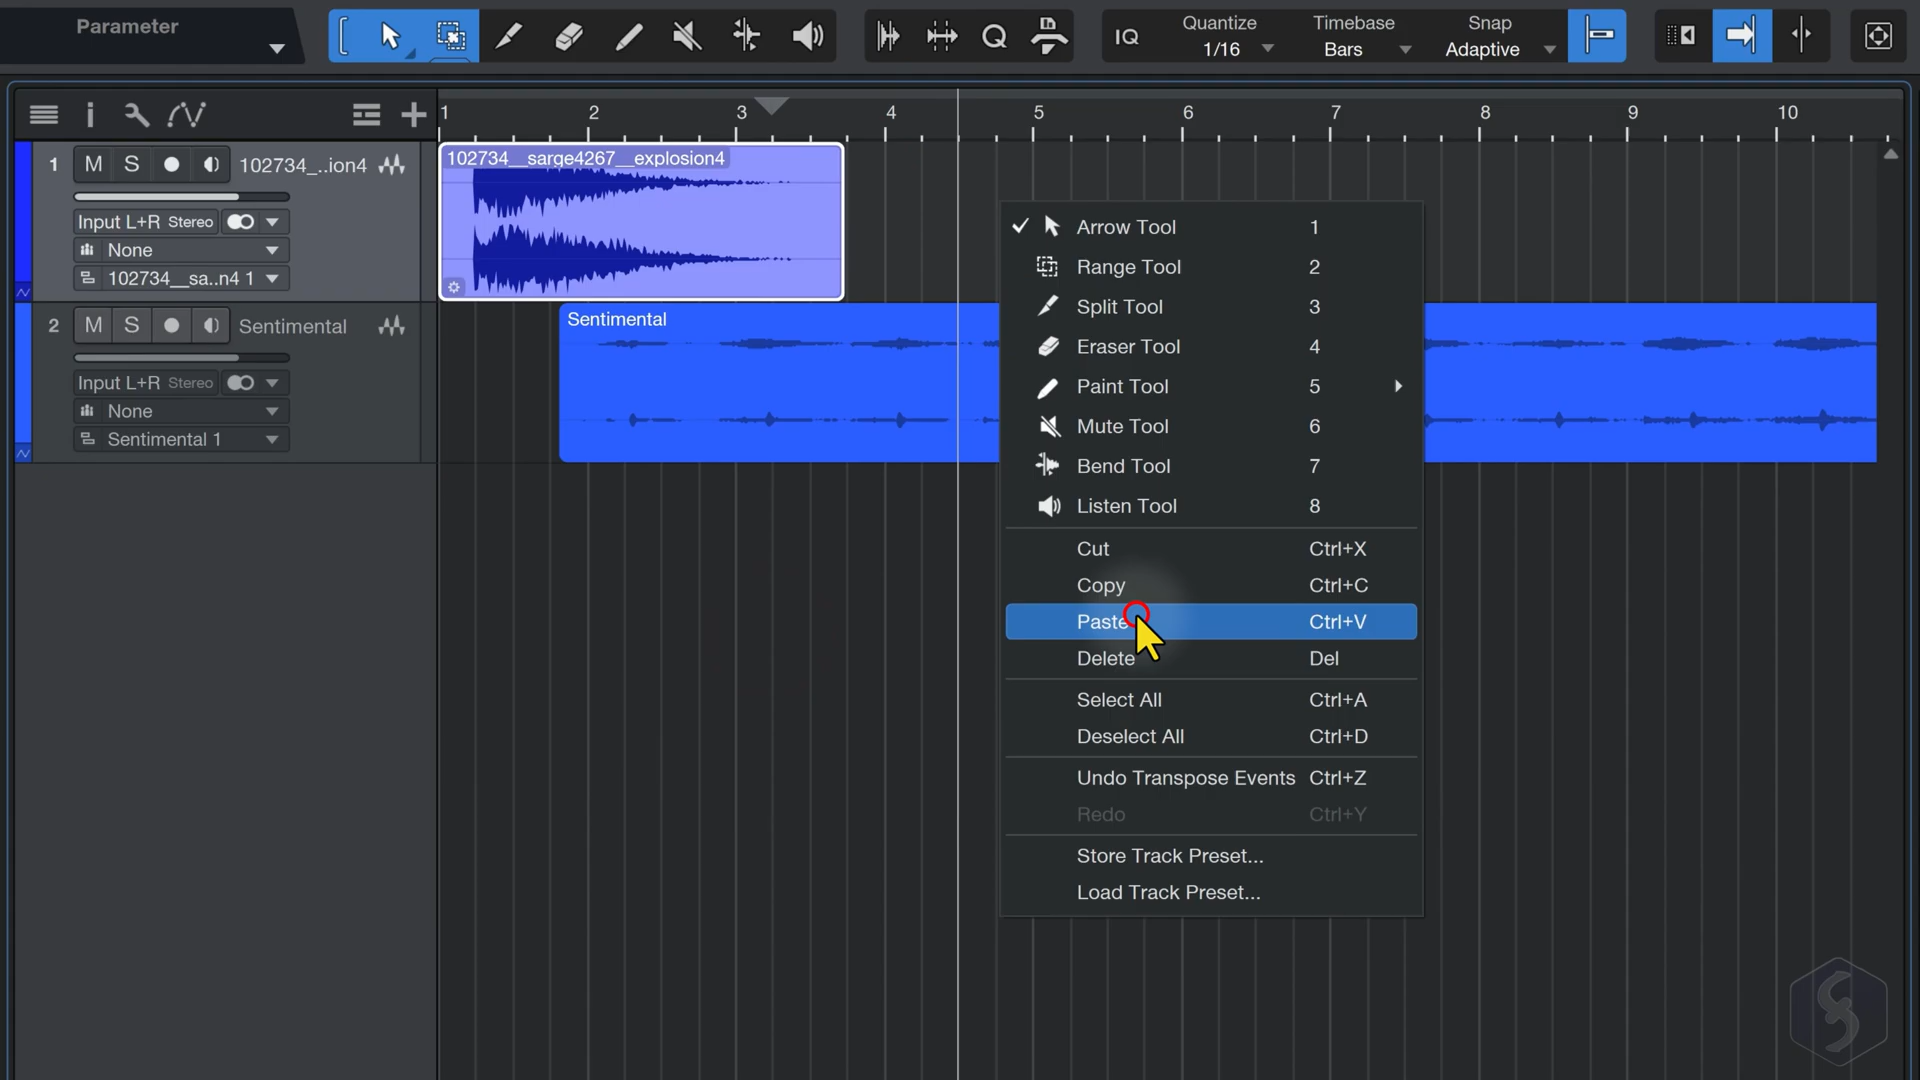 Parameter
IQ
Quantize
1/16
Timebase
Bars
Snap
Adaptive
1 2 3 4 5 6 7 8 9 10
1 M S 102734_..ion4
Input L+R Stereo
None
102734__sa..n4 1
102734__sarge4267__explosion4
2 M S Sentimental
Input L+R Stereo
None
Sentimental 1
Sentimental
Arrow Tool 1
Range Tool 2
Split Tool 3
Eraser Tool 4
Paint Tool 5
Mute Tool 6
Bend Tool 7
Listen Tool 8
Cut Ctrl+X
Copy Ctrl+C
Paste Ctrl+V
Delete Del
Select All Ctrl+A
Deselect All Ctrl+D
Undo Transpose Events Ctrl+Z
Redo Ctrl+Y
Store Track Preset...
Load Track Preset...